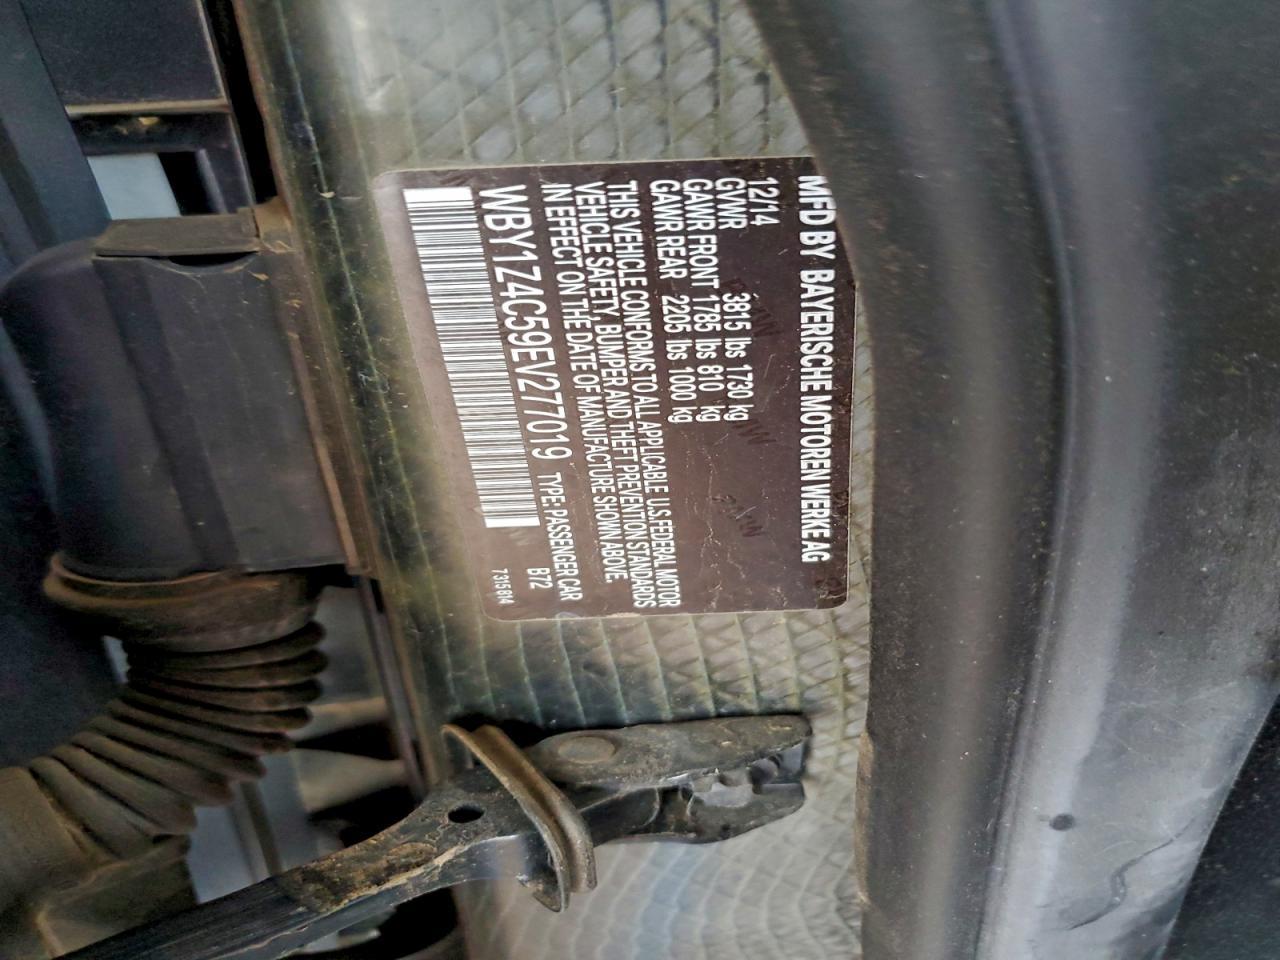 MFD BY BAYERISCHE MOTOREN WERKE AG
12/14
GVWR 3815 lbs 1730 kg
GAWR FRONT 1785 lbs 810 kg
GAWR REAR 2205 lbs 1000 kg
THIS VEHICLE CONFORMS TO ALL APPLICABLE U.S.FEDERAL MOTOR
VEHICLE SAFETY, BUMPER AND THEFT PREVENTION STANDARDS
IN EFFECT ON THE DATE OF MANUFACTURE SHOWN ABOVE.
WBY1Z4C59EV277019 TYPE: PASSENGER CAR
B72
7315814